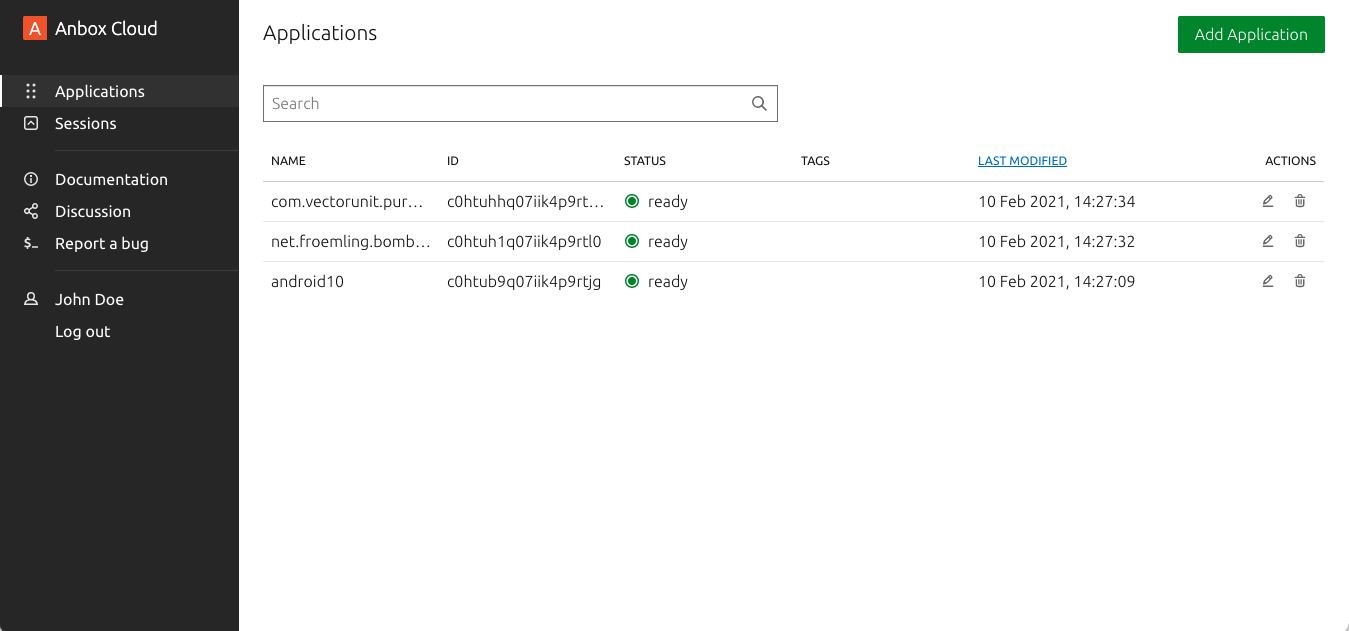 A Anbox Cloud
Applications
Sessions
Documentation
Discussion
$_ Report a bug
John Doe
Log out
Applications
Add Application
Search
NAME ID STATUS TAGS LAST MODIFIED ACTIONS
com.vectorunit.pur... c0htuhhq07iik4p9rt... ready 10 Feb 2021, 14:27:34
net.froemling.bomb... c0htuh1q07iik4p9rtl0 ready 10 Feb 2021, 14:27:32
android10 c0htub9q07iik4p9rtjg ready 10 Feb 2021, 14:27:09